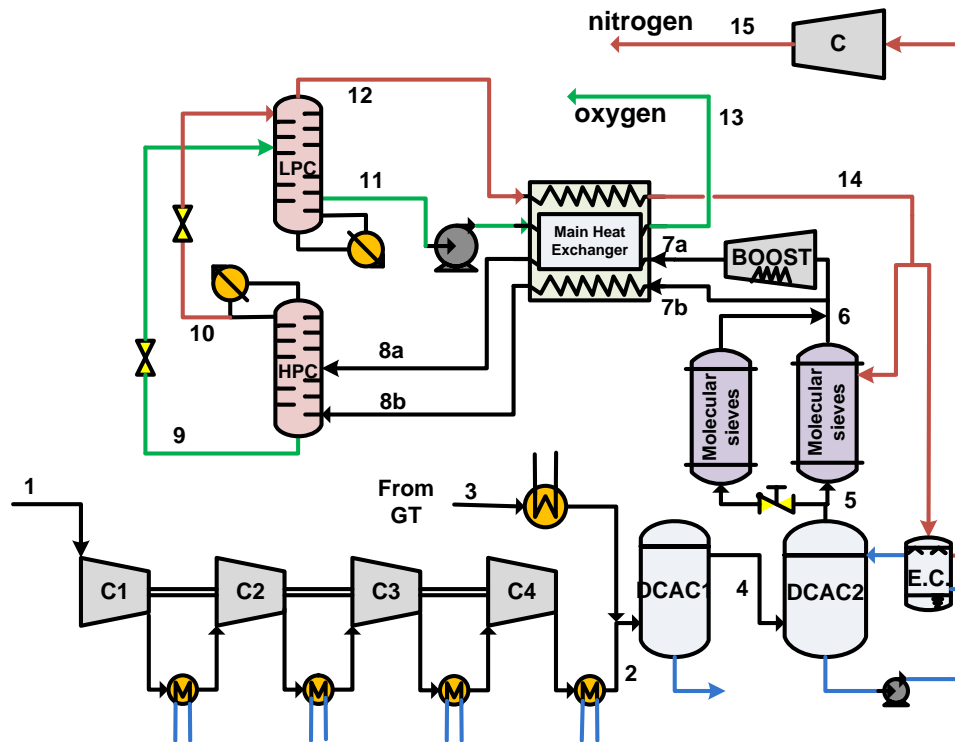 nitrogen
15
C
12
oxygen
13
LPC
11
14
Main Heat
Exchanger
7a
BOOST
7b
6
10
8a
HPC
8b
9
Molecular
sieves
Molecular
sieves
1
From
GT
3
5
C1
C2
C3
C4
DCAC1
4
DCAC2
E.C.
2